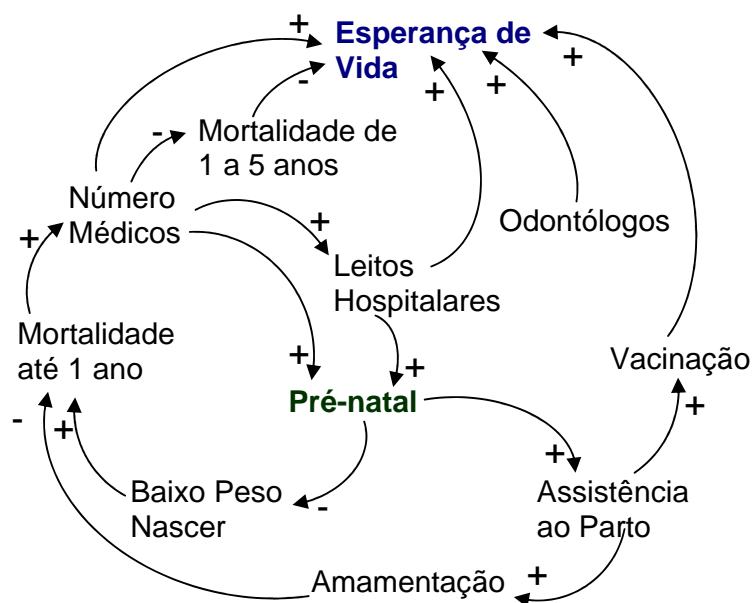 +
Esperança de
Vida
+
-
+
+
-
Mortalidade de
1 a 5 anos
Número
Médicos
+
Odontólogos
+
Leitos
Hospitalares
Mortalidade
até 1 ano
Vacinação
+
+
Pré-natal
+
-
+
+
Baixo Peso
Nascer
-
Assistência
ao Parto
Amamentação
+